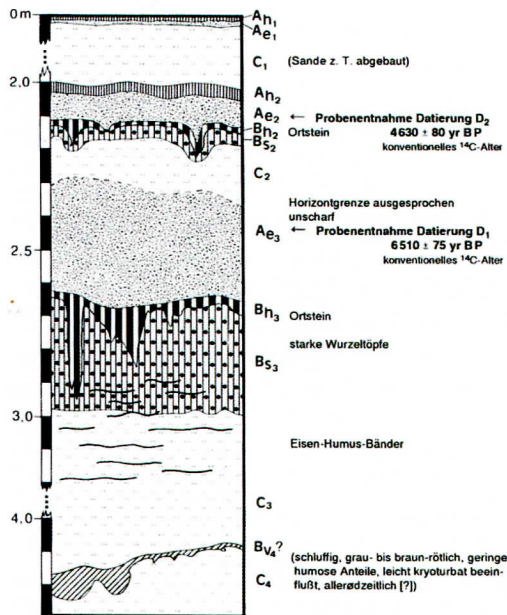 0 m
Ah1
Ae1
C1 (Sande z. T. abgebaut)
2.0
Ah2
Ae2 ← Probenentnahme Datierung D2
Bh2 Ortstein 4630 ± 80 yr BP
Bs2 konventionelles 14C-Alter
C2
Horizontgrenze ausgesprochen
unscharf
Ae3 ← Probenentnahme Datierung D1
2.5 6510 ± 75 yr BP
konventionelles 14C-Alter
Bh3 Ortstein
starke Wurzeltöpfe
Bs3
3.0
Eisen-Humus-Bänder
C3
4.0
Bv4?
(schluffig, grau- bis braun-rötlich, geringe
humose Anteile, leicht kryoturbat beein-
C4 flußt, allerødzeitlich [?])